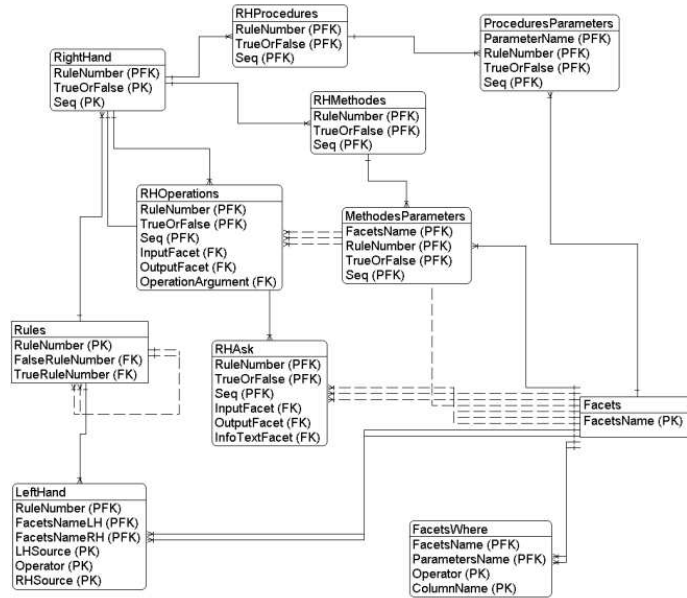 RHProcedures
RuleNumber (PFK)
TrueOrFalse (PFK)
Seq (PFK)
ProceduresParameters
ParameterName (PFK)
RuleNumber (PFK)
TrueOrFalse (PFK)
Seq (PFK)
RightHand
RuleNumber (PFK)
TrueOrFalse (PK)
Seq (PK)
RHMethodes
RuleNumber (PFK)
TrueOrFalse (PFK)
Seq (PFK)
RHOperations
RuleNumber (PFK)
TrueOrFalse (PFK)
Seq (PFK)
InputFacet (FK)
OutputFacet (FK)
OperationArgument (FK)
MethodesParameters
FacetsName (PFK)
RuleNumber (PFK)
TrueOrFalse (PFK)
Seq (PFK)
Rules
RuleNumber (PK)
FalseRuleNumber (FK)
TrueRuleNumber (FK)
RHAsk
RuleNumber (PFK)
TrueOrFalse (PFK)
Seq (PFK)
InputFacet (FK)
OutputFacet (FK)
InfoTextFacet (FK)
Facets
FacetsName (PK)
LeftHand
RuleNumber (PFK)
FacetsNameLH (PFK)
FacetsNameRH (PFK)
LHSource (PK)
Operator (PK)
RHSource (PK)
FacetsWhere
FacetsName (PFK)
ParametersName (PFK)
Operator (PK)
ColumnName (PK)